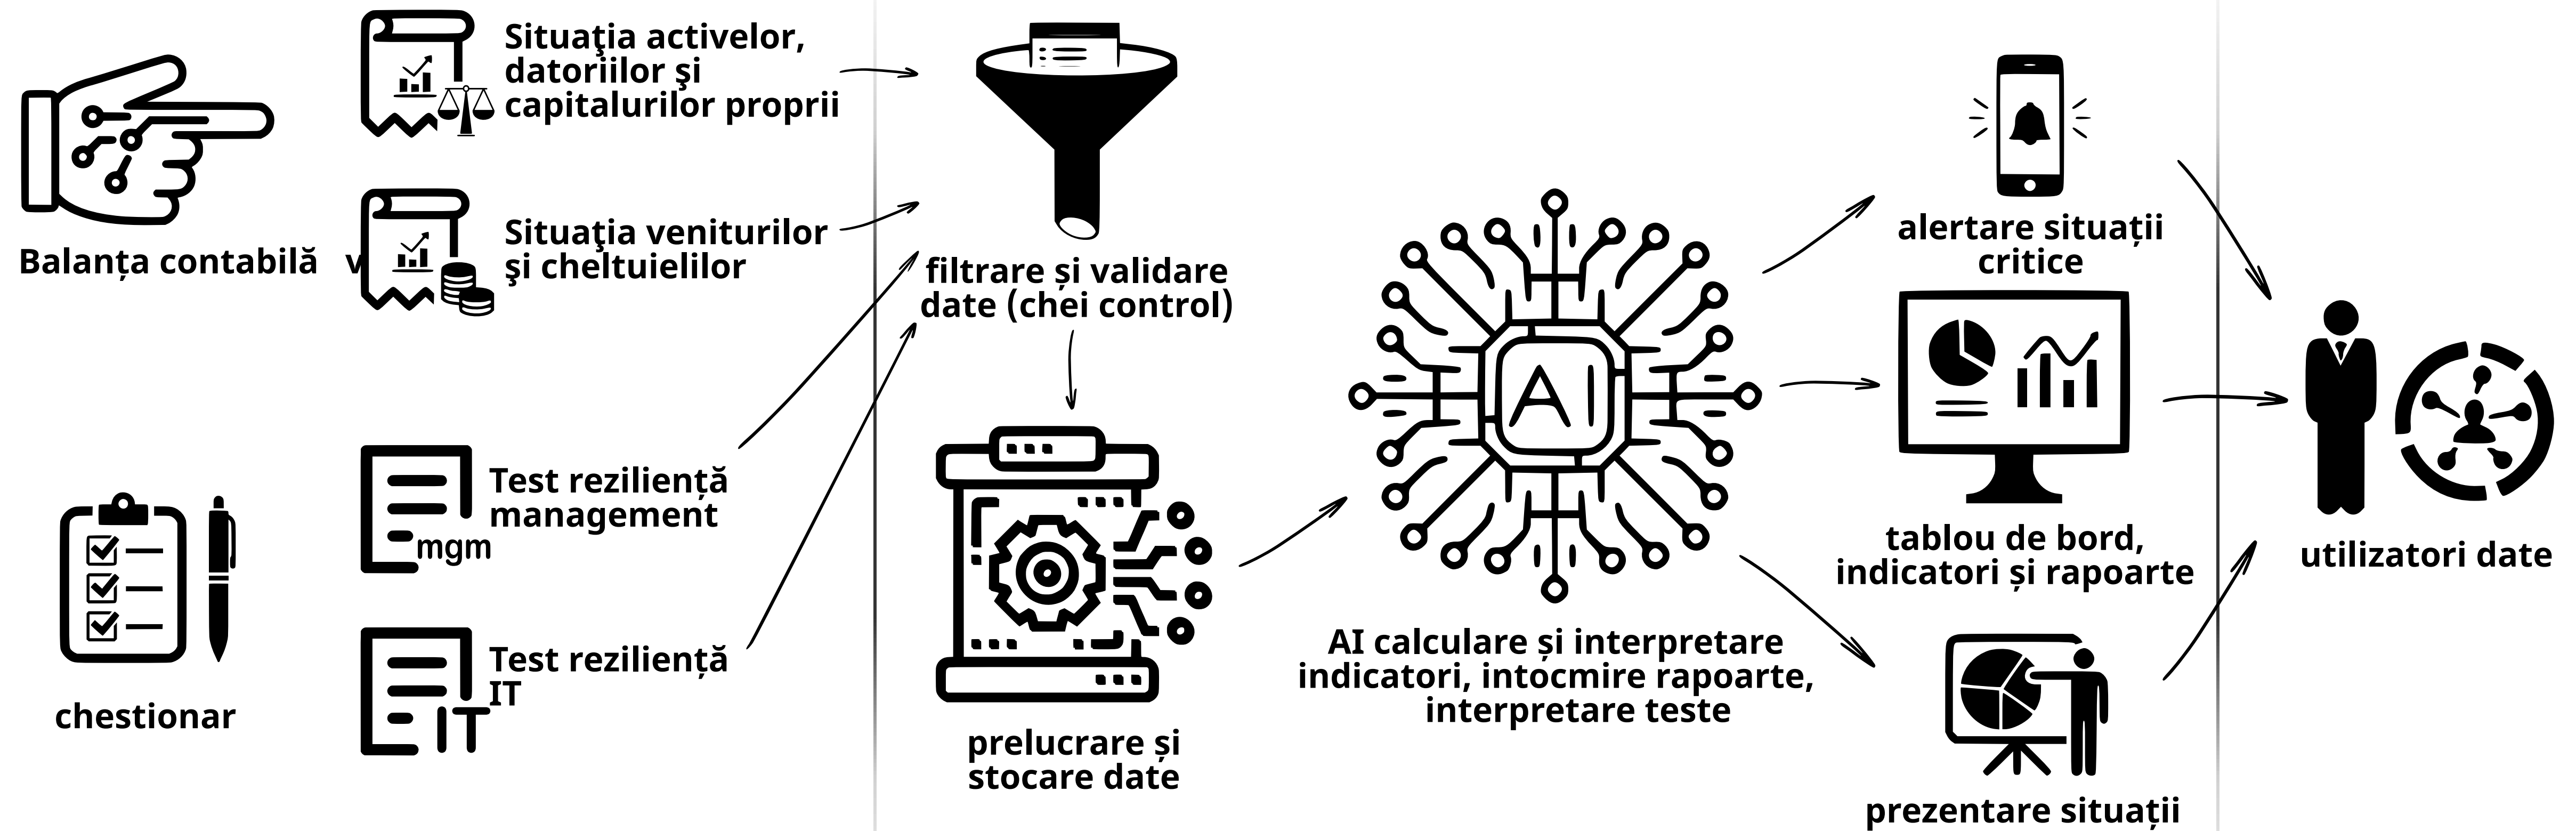 Balanța contabilă v
Situaţia activelor,
datoriilor şi
capitalurilor proprii
Situaţia veniturilor
şi cheltuielilor
chestionar
Test reziliență
management
mgm
Test reziliență
IT
IT
filtrare și validare
date (chei control)
prelucrare și
stocare date
AI
AI calculare și interpretare
indicatori, intocmire rapoarte,
interpretare teste
alertare situații
critice
tablou de bord,
indicatori și rapoarte
prezentare situații
utilizatori date